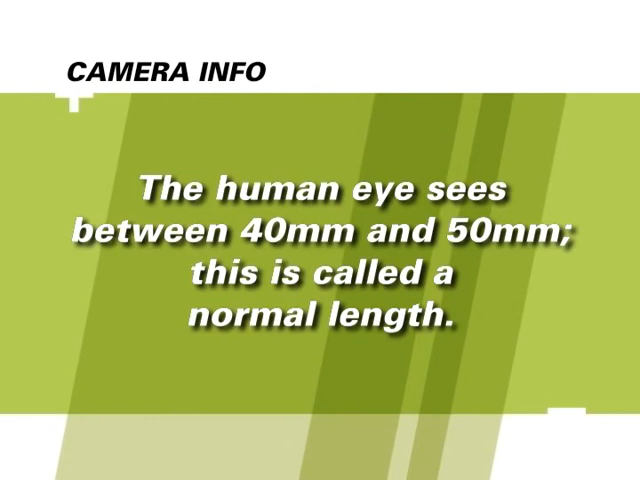 CAMERA INFO
The human eye sees
between 40mm and 50mm;
this is called a
normal length.